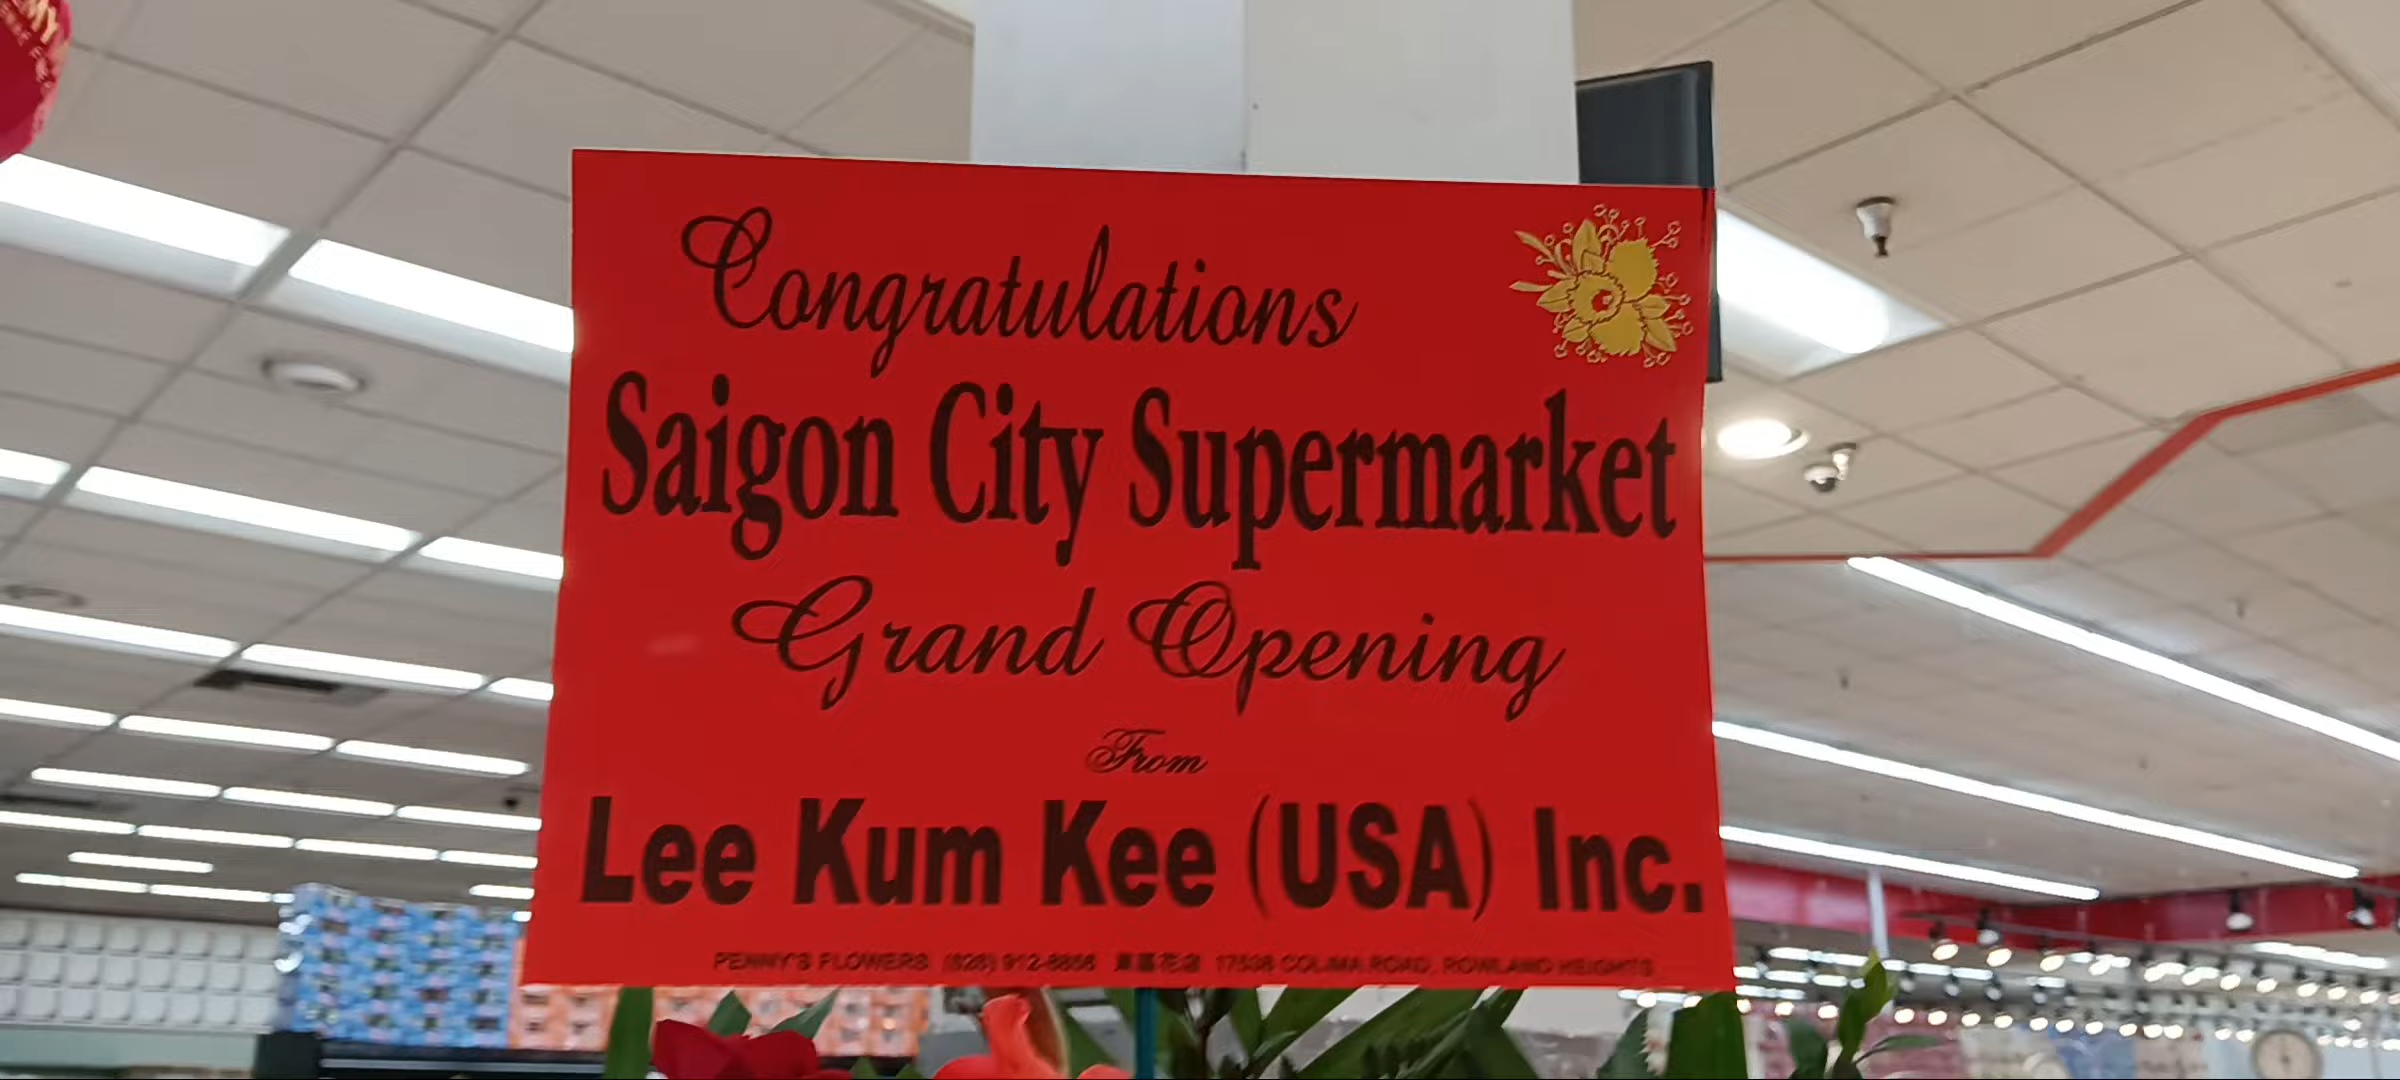 Congratulations
Saigon City Supermarket
Grand Opening
From
Lee Kum Kee (USA) Inc.
PENNY'S FLOWERS (626) 912-8856 17538 COLIMA ROAD, ROWLAND HEIGHTS